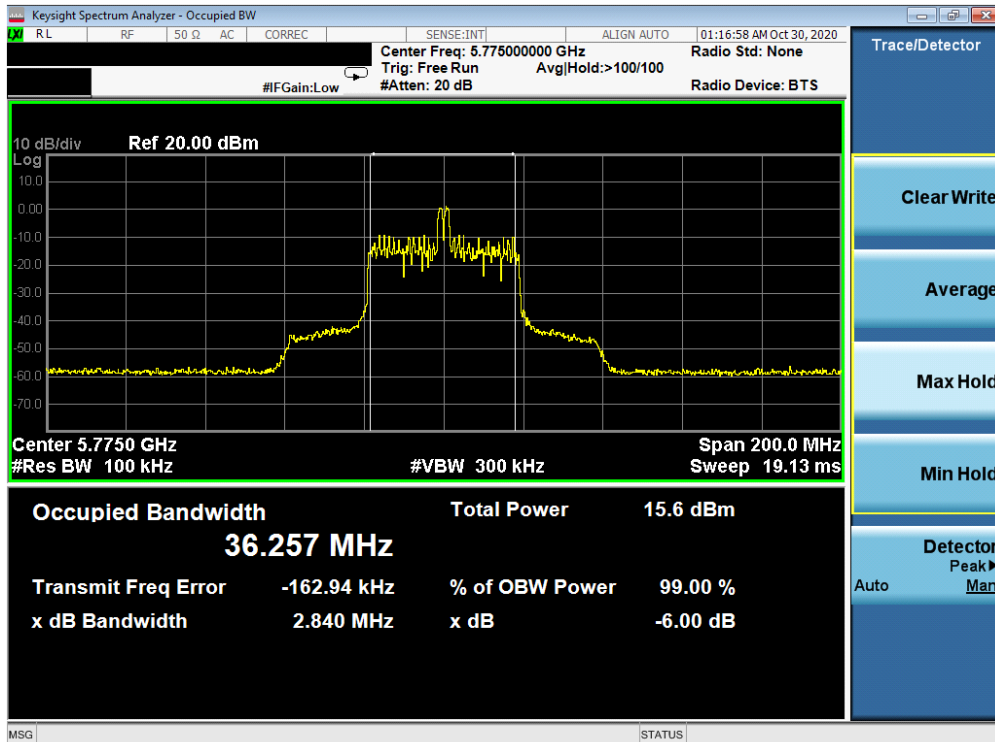 Keysight Spectrum Analyzer - Occupied BW
LXI RL RF 50 Ω AC CORREC SENSE:INT ALIGN AUTO 01:16:58 AM Oct 30, 2020
Center Freq: 5.775000000 GHz Radio Std: None
Trig: Free Run Avg|Hold:>100/100
#IFGain:Low #Atten: 20 dB Radio Device: BTS
10 dB/div Ref 20.00 dBm
Log
10.0
0.00
-10.0
-20.0
-30.0
-40.0
-50.0
-60.0
-70.0
Center 5.7750 GHz Span 200.0 MHz
#Res BW 100 kHz #VBW 300 kHz Sweep 19.13 ms
Occupied Bandwidth Total Power 15.6 dBm
36.257 MHz
Transmit Freq Error -162.94 kHz % of OBW Power 99.00 %
x dB Bandwidth 2.840 MHz x dB -6.00 dB
MSG STATUS
Trace/Detector
Clear Write
Average
Max Hold
Min Hold
Detector
Peak▶
Auto Man